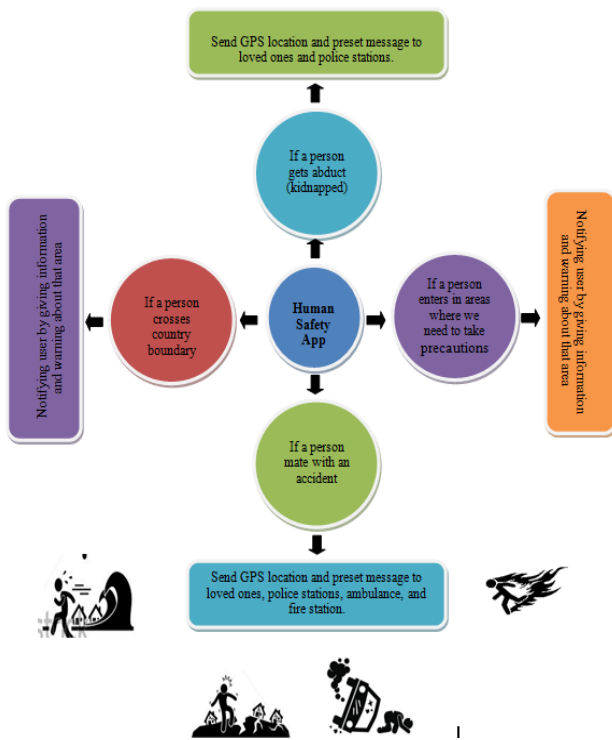 Send GPS location and preset message to
loved ones and police stations.
If a person
gets abduct
(kidnapped)
Notifying user by giving information
and warning about that area
If a person
crosses
country
boundary
Human
Safety
App
If a person
enters in areas
where we
need to take
precautions
Notifying user by giving information
and warning about that area
If a person
mate with an
accident
Send GPS location and preset message to
loved ones, police stations, ambulance, and
fire station.